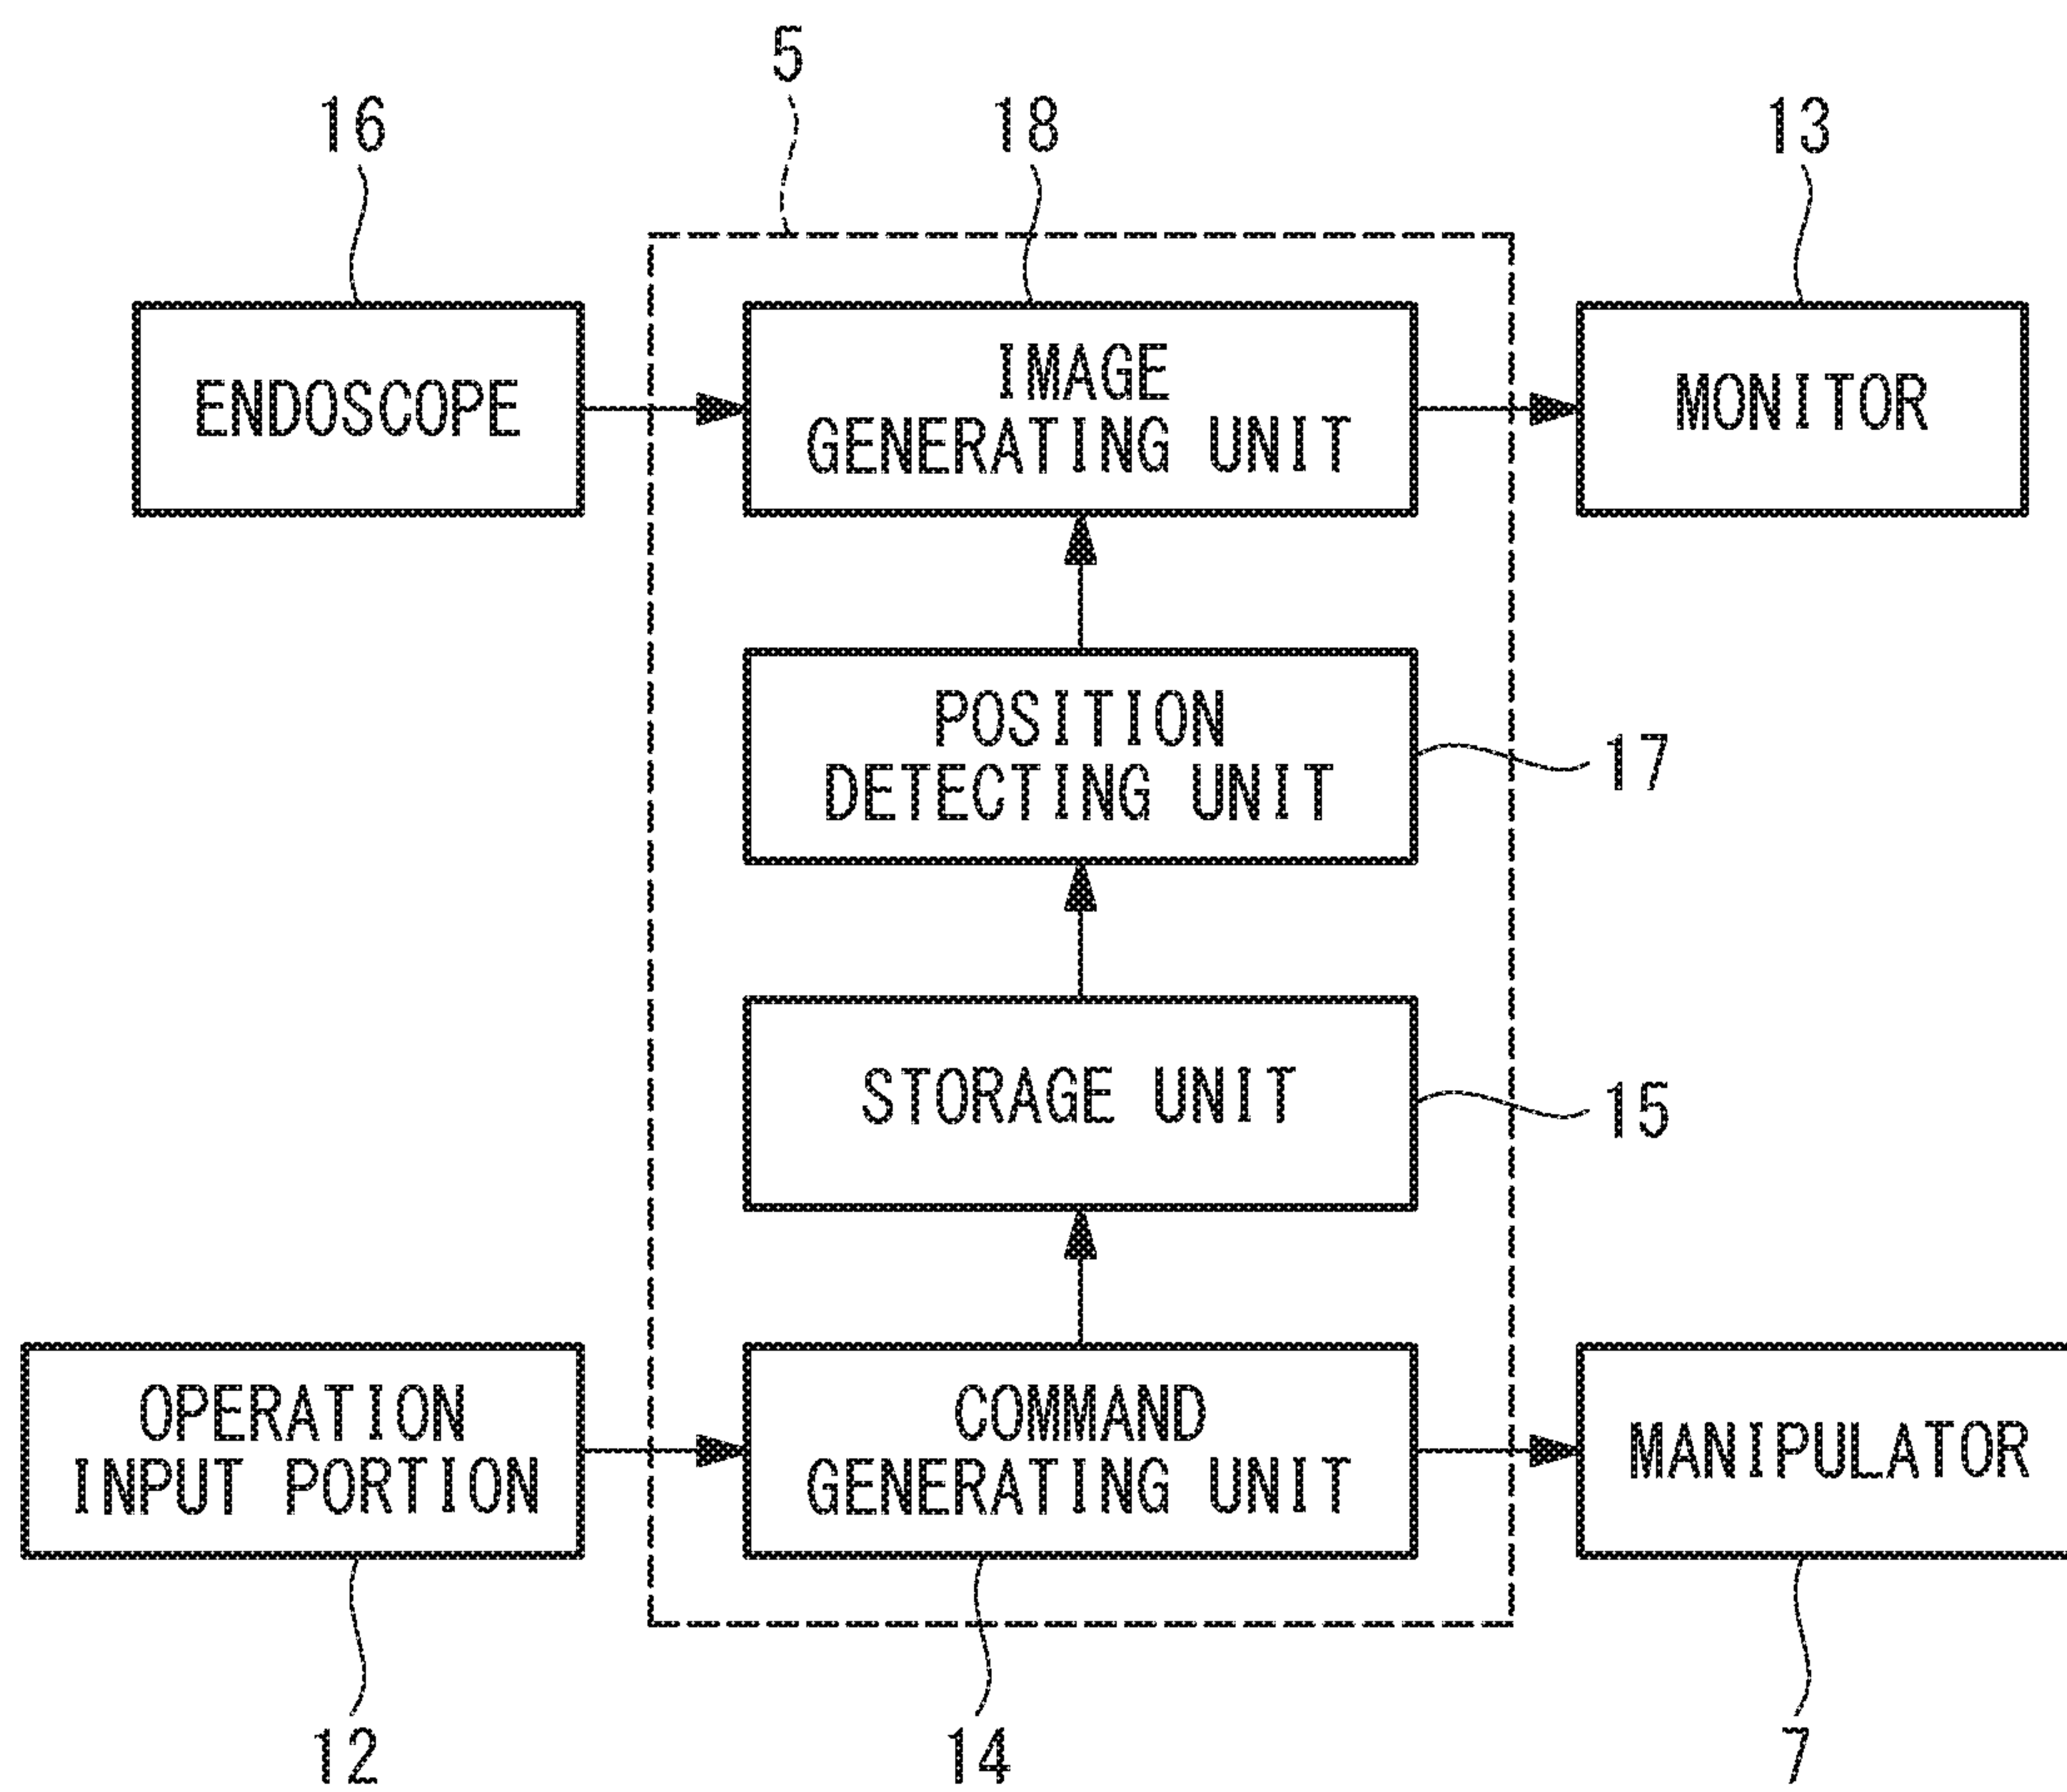 5
16
18
13
ENDOSCOPE
IMAGE
GENERATING UNIT
MONITOR
POSITION
DETECTING UNIT
17
STORAGE UNIT
15
OPERATION
INPUT PORTION
COMMAND
GENERATING UNIT
MANIPULATOR
12
14
7